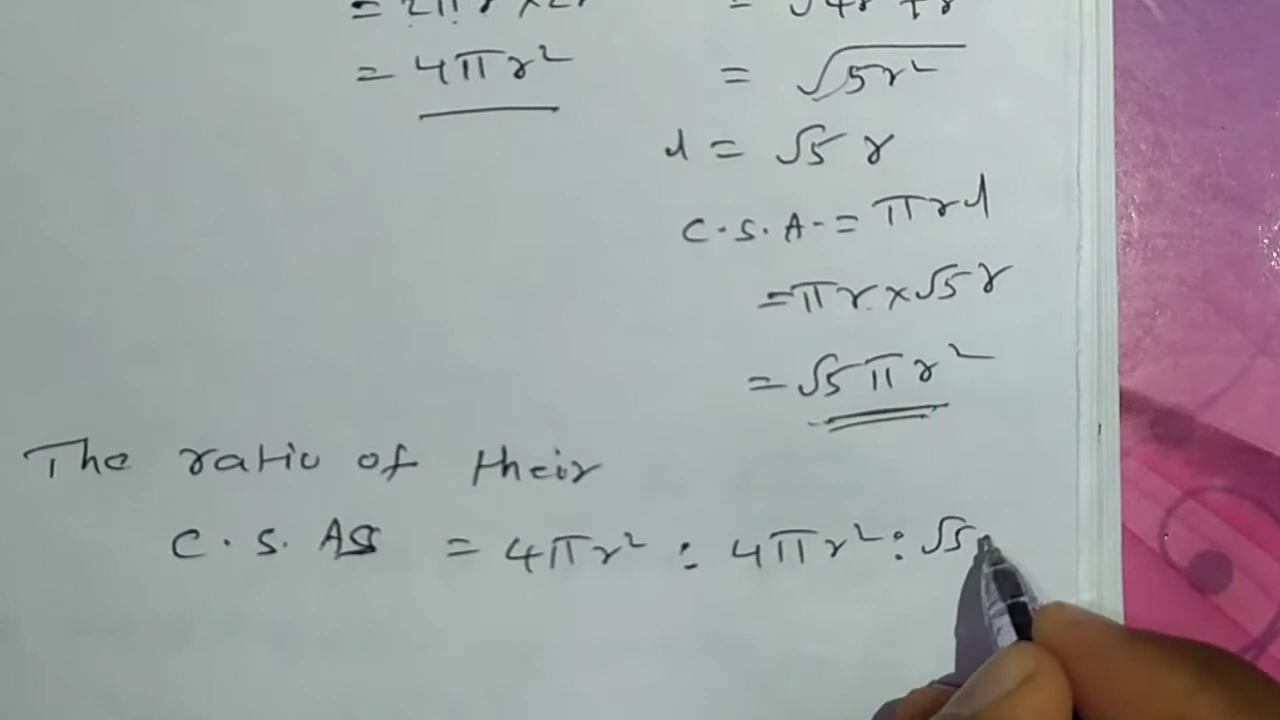 = 4πr²
= √5r²
l = √5 r
C.S.A. = πrl
= πr × √5 r
= √5 πr²
The ratio of their
C.S. AS = 4πr² : 4πr² : √5